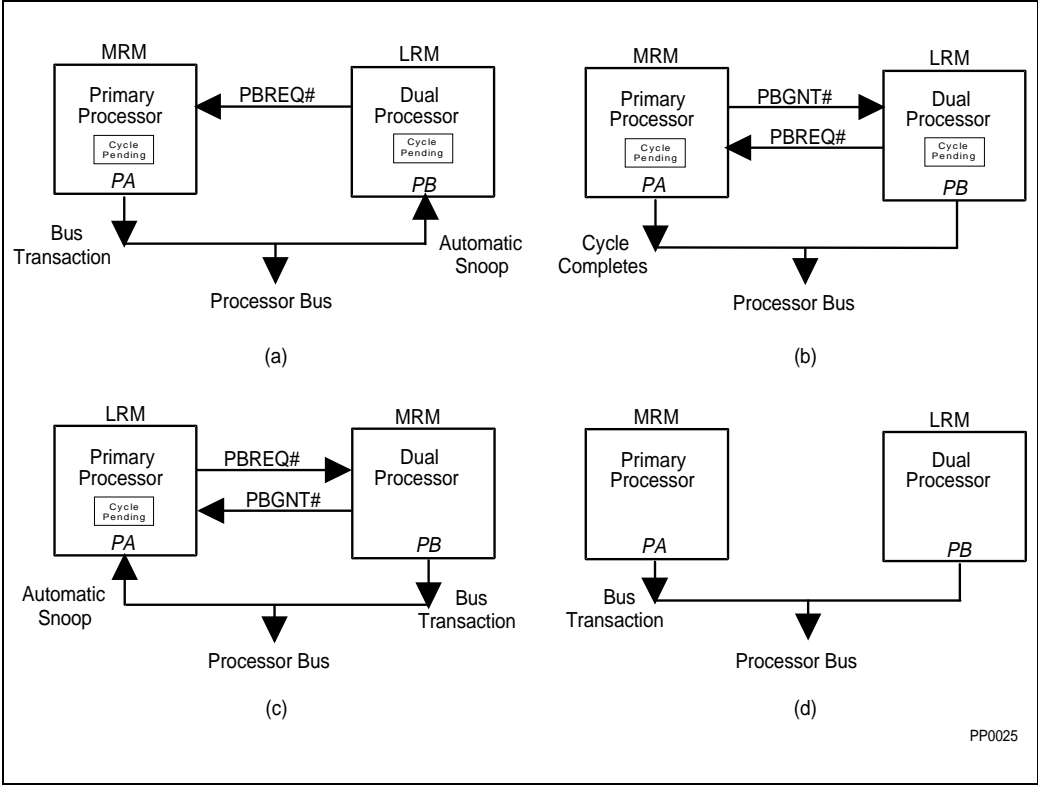 MRM
LRM
Primary
Processor
Cycle
Pending
PA
PBREQ#
Dual
Processor
Cycle
Pending
PB
Bus
Transaction
Automatic
Snoop
Processor Bus
(a)
MRM
LRM
Primary
Processor
Cycle
Pending
PA
PBGNT#
PBREQ#
Dual
Processor
Cycle
Pending
PB
Cycle
Completes
Processor Bus
(b)
LRM
MRM
Primary
Processor
Cycle
Pending
PA
PBREQ#
PBGNT#
Dual
Processor
PB
Automatic
Snoop
Bus
Transaction
Processor Bus
(c)
MRM
LRM
Primary
Processor
PA
Dual
Processor
PB
Bus
Transaction
Processor Bus
(d)
PP0025